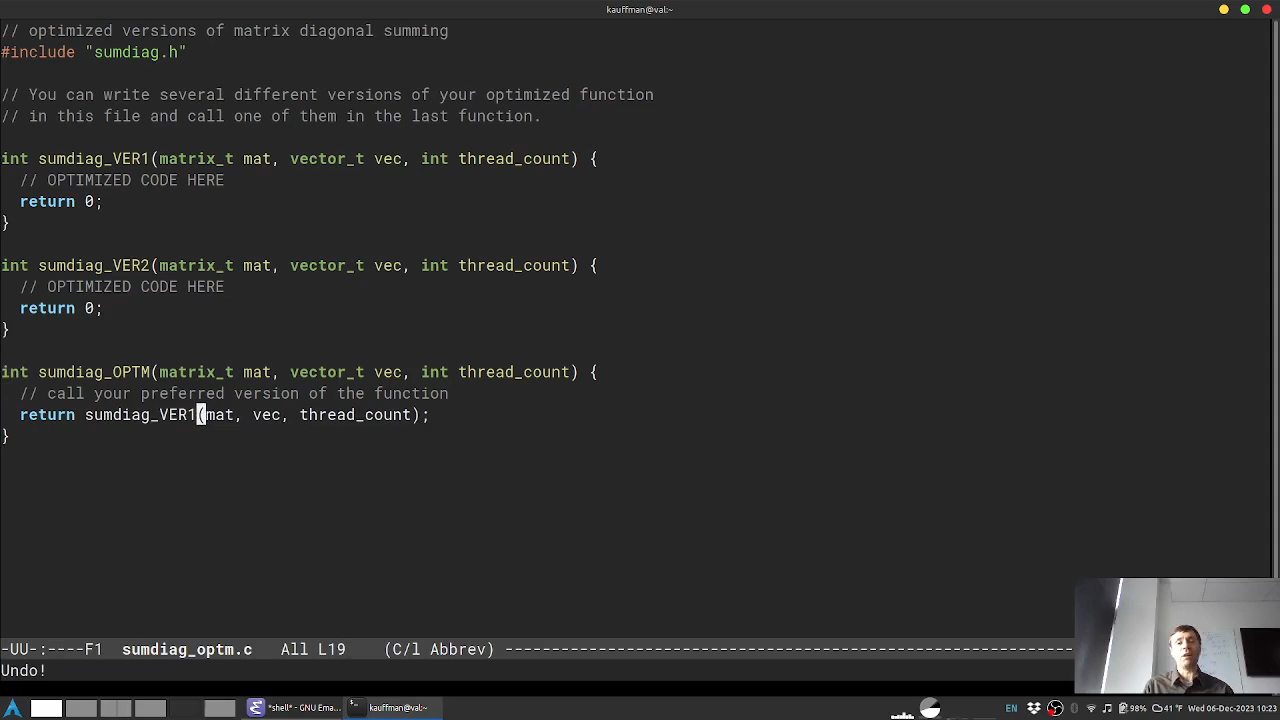 kauffman@val:~
// optimized versions of matrix diagonal summing
#include "sumdiag.h"
// You can write several different versions of your optimized function
// in this file and call one of them in the last function.
int sumdiag_VER1(matrix_t mat, vector_t vec, int thread_count) {
// OPTIMIZED CODE HERE
return 0;
}
int sumdiag_VER2(matrix_t mat, vector_t vec, int thread_count) {
// OPTIMIZED CODE HERE
return 0;
}
int sumdiag_OPTM(matrix_t mat, vector_t vec, int thread_count) {
// call your preferred version of the function
return sumdiag_VER1(mat, vec, thread_count);
}
-UU-:----F1 sumdiag_optm.c All L19 (C/l Abbrev) ------------------------------------------------------------
Undo!
*shell* - GNU Ema... kauffman@val:~ EN 98% 41 °F Wed 06-Dec-2023 10:23